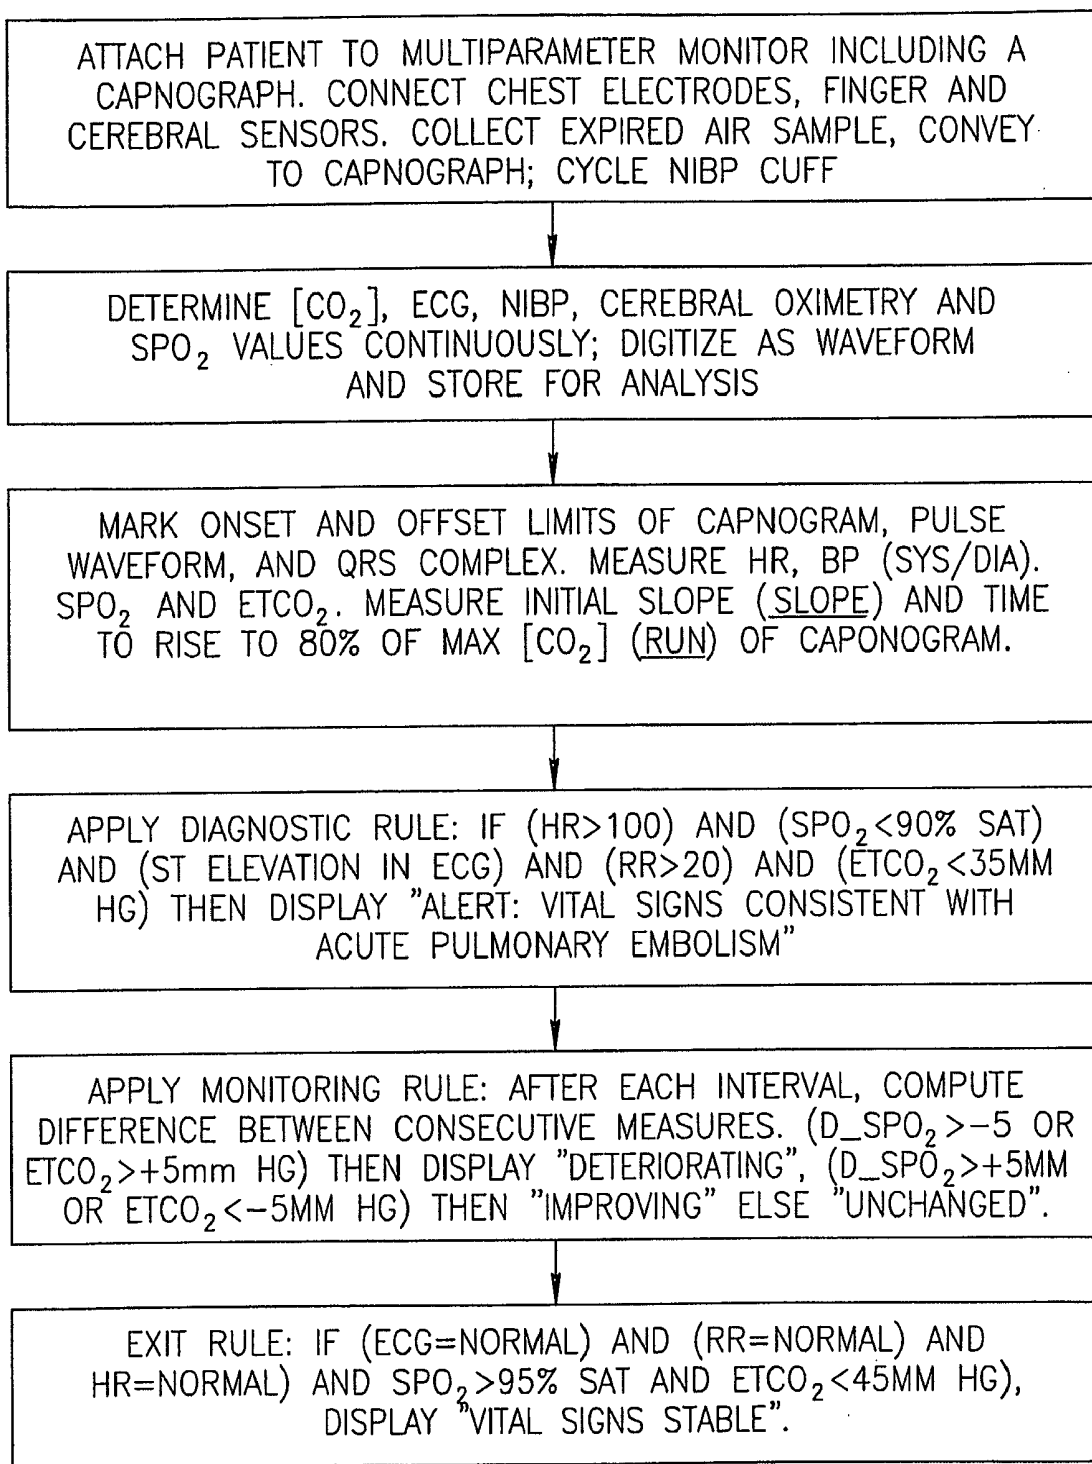 ATTACH PATIENT TO MULTIPARAMETER MONITOR INCLUDING A
CAPNOGRAPH. CONNECT CHEST ELECTRODES, FINGER AND
CEREBRAL SENSORS. COLLECT EXPIRED AIR SAMPLE, CONVEY
TO CAPNOGRAPH; CYCLE NIBP CUFF
DETERMINE [CO₂], ECG, NIBP, CEREBRAL OXIMETRY AND
SPO₂ VALUES CONTINUOUSLY; DIGITIZE AS WAVEFORM
AND STORE FOR ANALYSIS
MARK ONSET AND OFFSET LIMITS OF CAPNOGRAM, PULSE
WAVEFORM, AND QRS COMPLEX. MEASURE HR, BP (SYS/DIA).
SPO₂ AND ETCO₂. MEASURE INITIAL SLOPE (SLOPE) AND TIME
TO RISE TO 80% OF MAX [CO₂] (RUN) OF CAPONOGRAM.
APPLY DIAGNOSTIC RULE: IF (HR>100) AND (SPO₂<90% SAT)
AND (ST ELEVATION IN ECG) AND (RR>20) AND (ETCO₂<35MM
HG) THEN DISPLAY "ALERT: VITAL SIGNS CONSISTENT WITH
ACUTE PULMONARY EMBOLISM"
APPLY MONITORING RULE: AFTER EACH INTERVAL, COMPUTE
DIFFERENCE BETWEEN CONSECUTIVE MEASURES. (D_SPO₂>-5 OR
ETCO₂>+5mm HG) THEN DISPLAY "DETERIORATING", (D_SPO₂>+5MM
OR ETCO₂<-5MM HG) THEN "IMPROVING" ELSE "UNCHANGED".
EXIT RULE: IF (ECG=NORMAL) AND (RR=NORMAL) AND
HR=NORMAL) AND SPO₂>95% SAT AND ETCO₂<45MM HG),
DISPLAY "VITAL SIGNS STABLE".